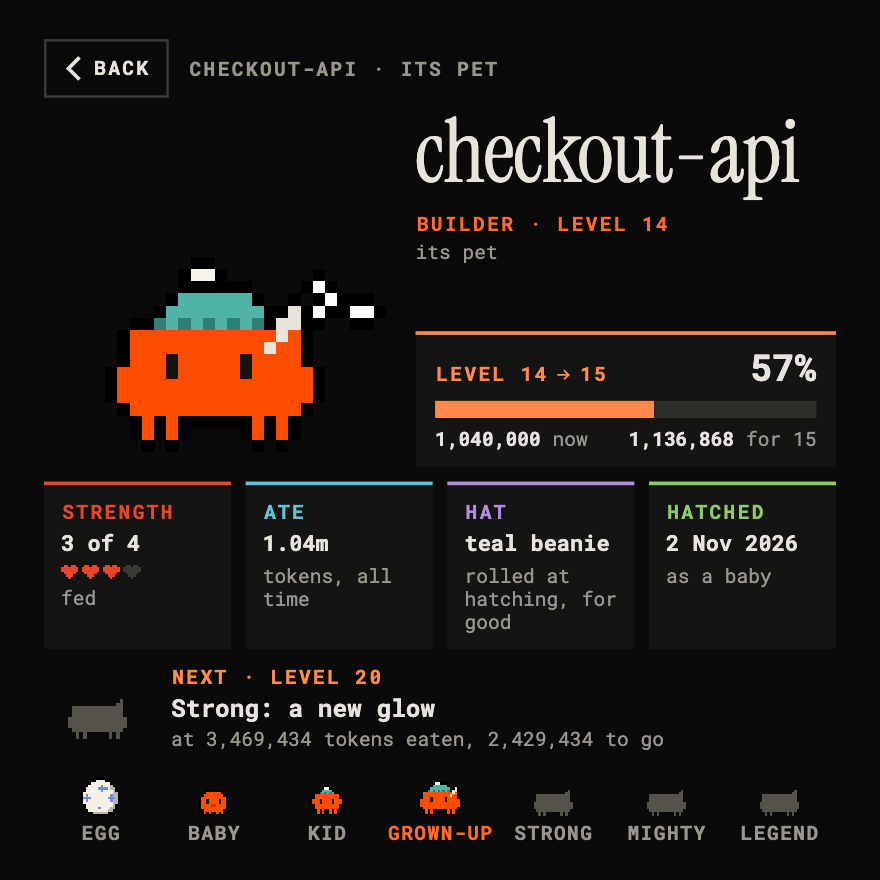 BACK
CHECKOUT-API · ITS PET
checkout-api
BUILDER · LEVEL 14
its pet
LEVEL 14 → 15
57%
1,040,000 now
1,136,868 for 15
STRENGTH
3 of 4
fed
ATE
1.04m
tokens, all
time
HAT
teal beanie
rolled at
hatching, for
good
HATCHED
2 Nov 2026
as a baby
NEXT · LEVEL 20
Strong: a new glow
at 3,469,434 tokens eaten, 2,429,434 to go
EGG
BABY
KID
GROWN-UP
STRONG
MIGHTY
LEGEND